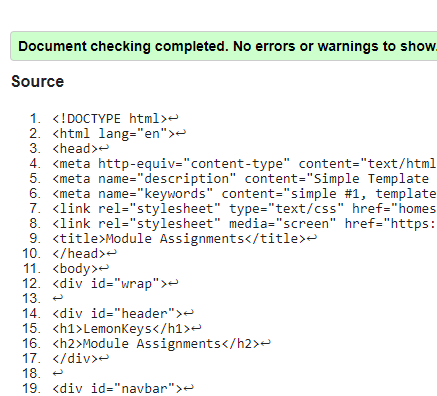 Document checking completed. No errors or warnings to show.
Source
1. <!DOCTYPE html>↩
2. <html lang="en">↩
3. <head>↩
4. <meta http-equiv="content-type" content="text/html
5. <meta name="description" content="Simple Template
6. <meta name="keywords" content="simple #1, template
7. <link rel="stylesheet" type="text/css" href="homes
8. <link rel="stylesheet" media="screen" href="https:
9. <title>Module Assignments</title>↩
10. </head>↩
11. <body>↩
12. <div id="wrap">↩
13. ↩
14. <div id="header">↩
15. <h1>LemonKeys</h1>↩
16. <h2>Module Assignments</h2>↩
17. </div>↩
18. ↩
19. <div id="navbar">↩